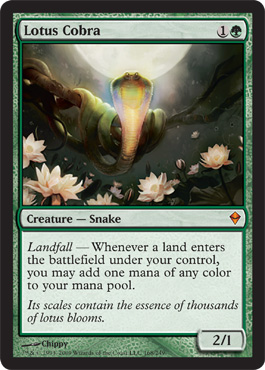 Lotus Cobra 1
Creature — Snake
Landfall — Whenever a land enters
the battlefield under your control,
you may add one mana of any color
to your mana pool.
Its scales contain the essence of thousands
of lotus blooms.
Chippy
2/1